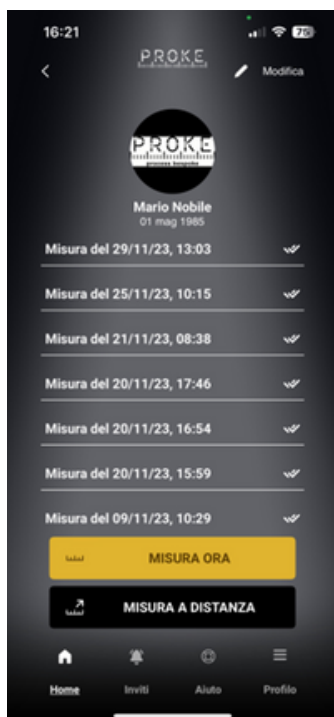 16:21
75
PROKE
Modifica
PROKE
process bespoke
Mario Nobile
01 mag 1985
Misura del 29/11/23, 13:03
Misura del 25/11/23, 10:15
Misura del 21/11/23, 08:38
Misura del 20/11/23, 17:46
Misura del 20/11/23, 16:54
Misura del 20/11/23, 15:59
Misura del 09/11/23, 10:29
MISURA ORA
MISURA A DISTANZA
Home Inviti Aiuto Profilo